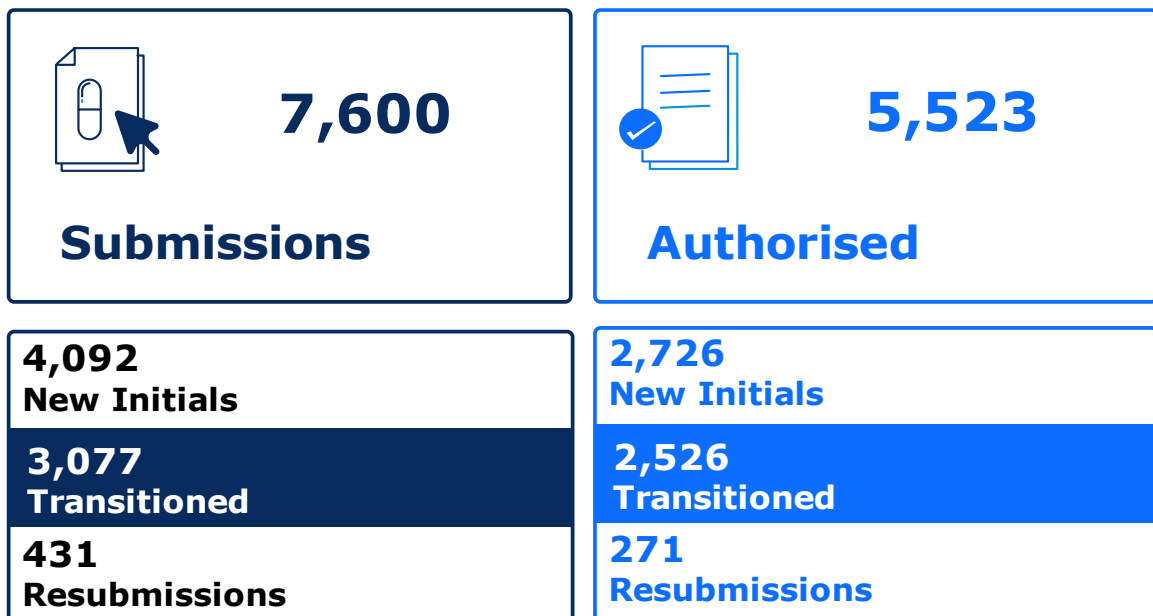 7,600
Submissions
5,523
Authorised
4,092
New Initials
3,077
Transitioned
431
Resubmissions
2,726
New Initials
2,526
Transitioned
271
Resubmissions